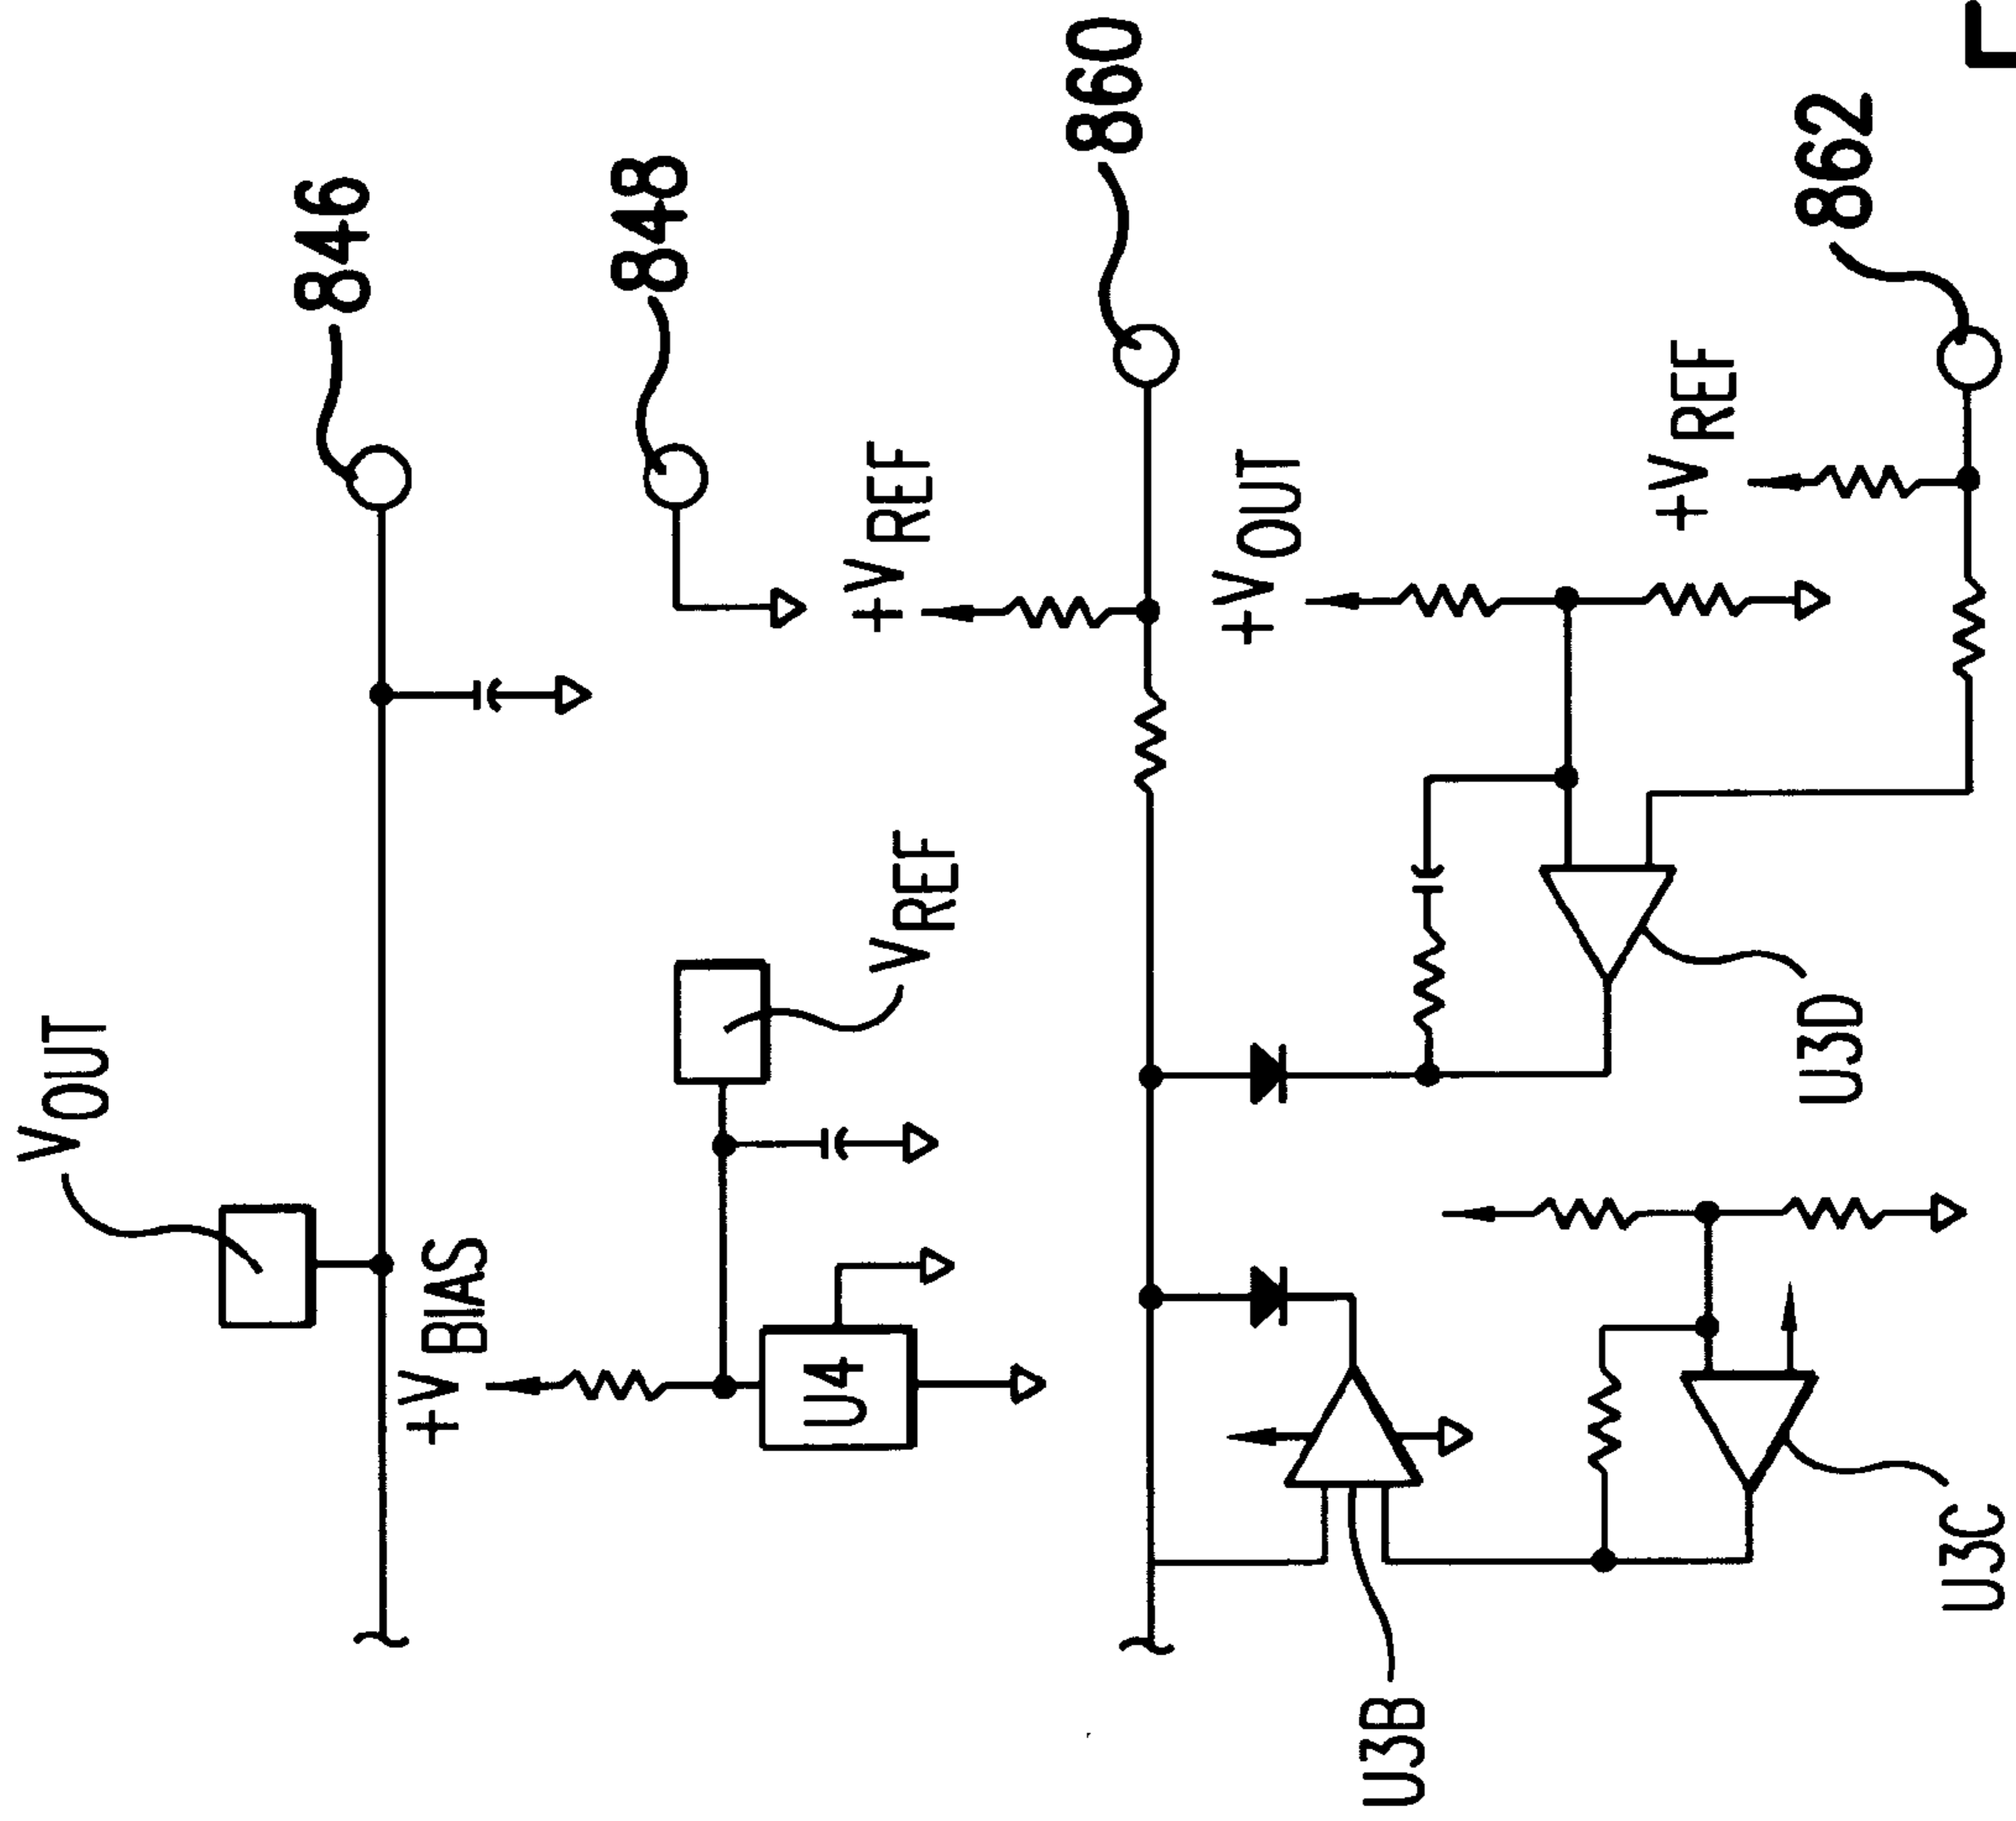 VOUT
846
+VBIAS
848
VREF
U4
+VREF
860
+VOUT
U3B
U3D
+VREF
862
U3C